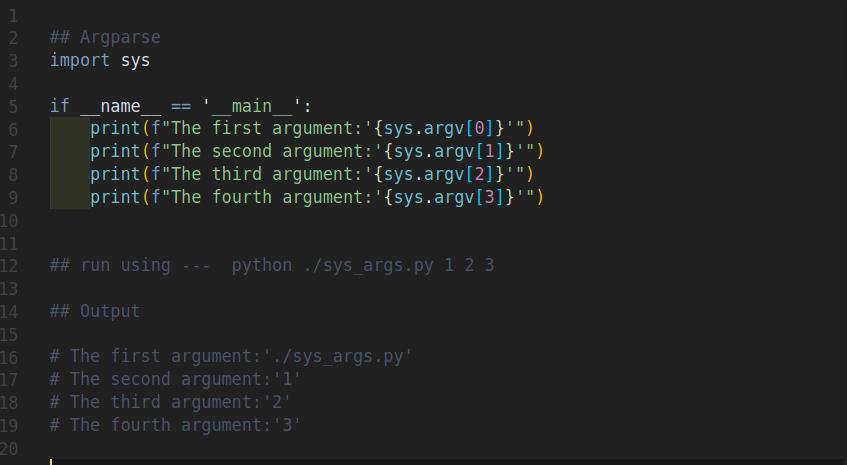 1
2 ## Argparse
3 import sys
4
5 if __name__ == '__main__':
6     print(f"The first argument:'{sys.argv[0]}'")
7     print(f"The second argument:'{sys.argv[1]}'")
8     print(f"The third argument:'{sys.argv[2]}'")
9     print(f"The fourth argument:'{sys.argv[3]}'")
10
11
12 ## run using ---  python ./sys_args.py 1 2 3
13
14 ## Output
15
16 # The first argument:'./sys_args.py'
17 # The second argument:'1'
18 # The third argument:'2'
19 # The fourth argument:'3'
20